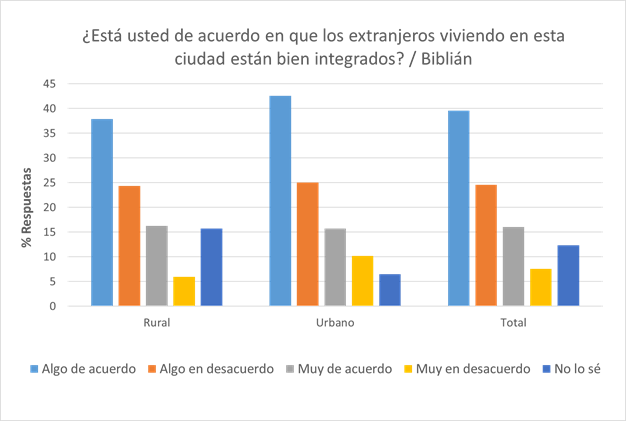 ¿Está usted de acuerdo en que los extranjeros viviendo en esta
ciudad están bien integrados? / Biblián
% Respuestas
45
40
35
30
25
20
15
10
5
0
Rural Urbano Total
Algo de acuerdo Algo en desacuerdo Muy de acuerdo Muy en desacuerdo No lo sé